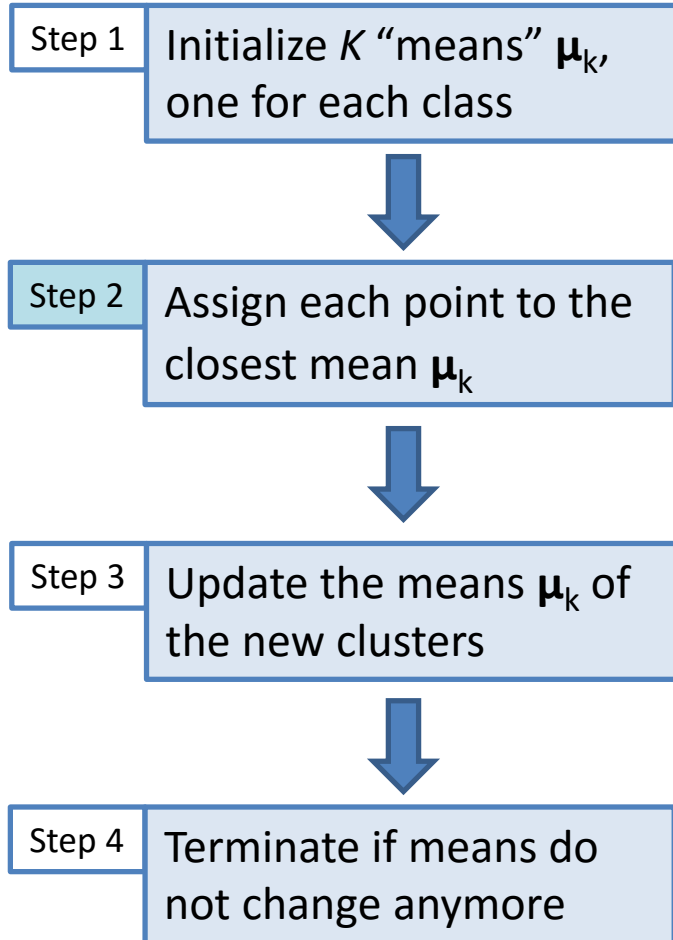 Step 1
Initialize K “means” μk,
one for each class
Step 2
Assign each point to the
closest mean μk
Step 3
Update the means μk of
the new clusters
Step 4
Terminate if means do
not change anymore